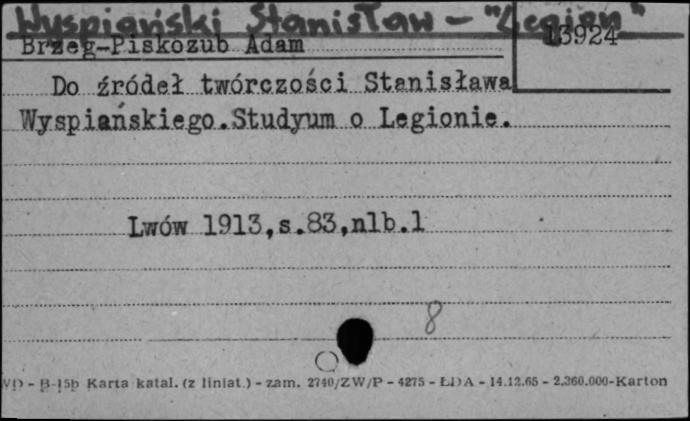 Wyspiański Stanisław - "Legion"
Brzeg-Piskozub Adam
13924
Do źródeł twórczości Stanisława
Wyspiańskiego.Studyum o Legionie.
Lwów 1913,s.83,nlb.1
8
WD - B-15b Karta katal. (z liniat.) - zam. 2740/ZW/P - 4275 - ŁDA - 14.12.65 - 2.360.000-Karton